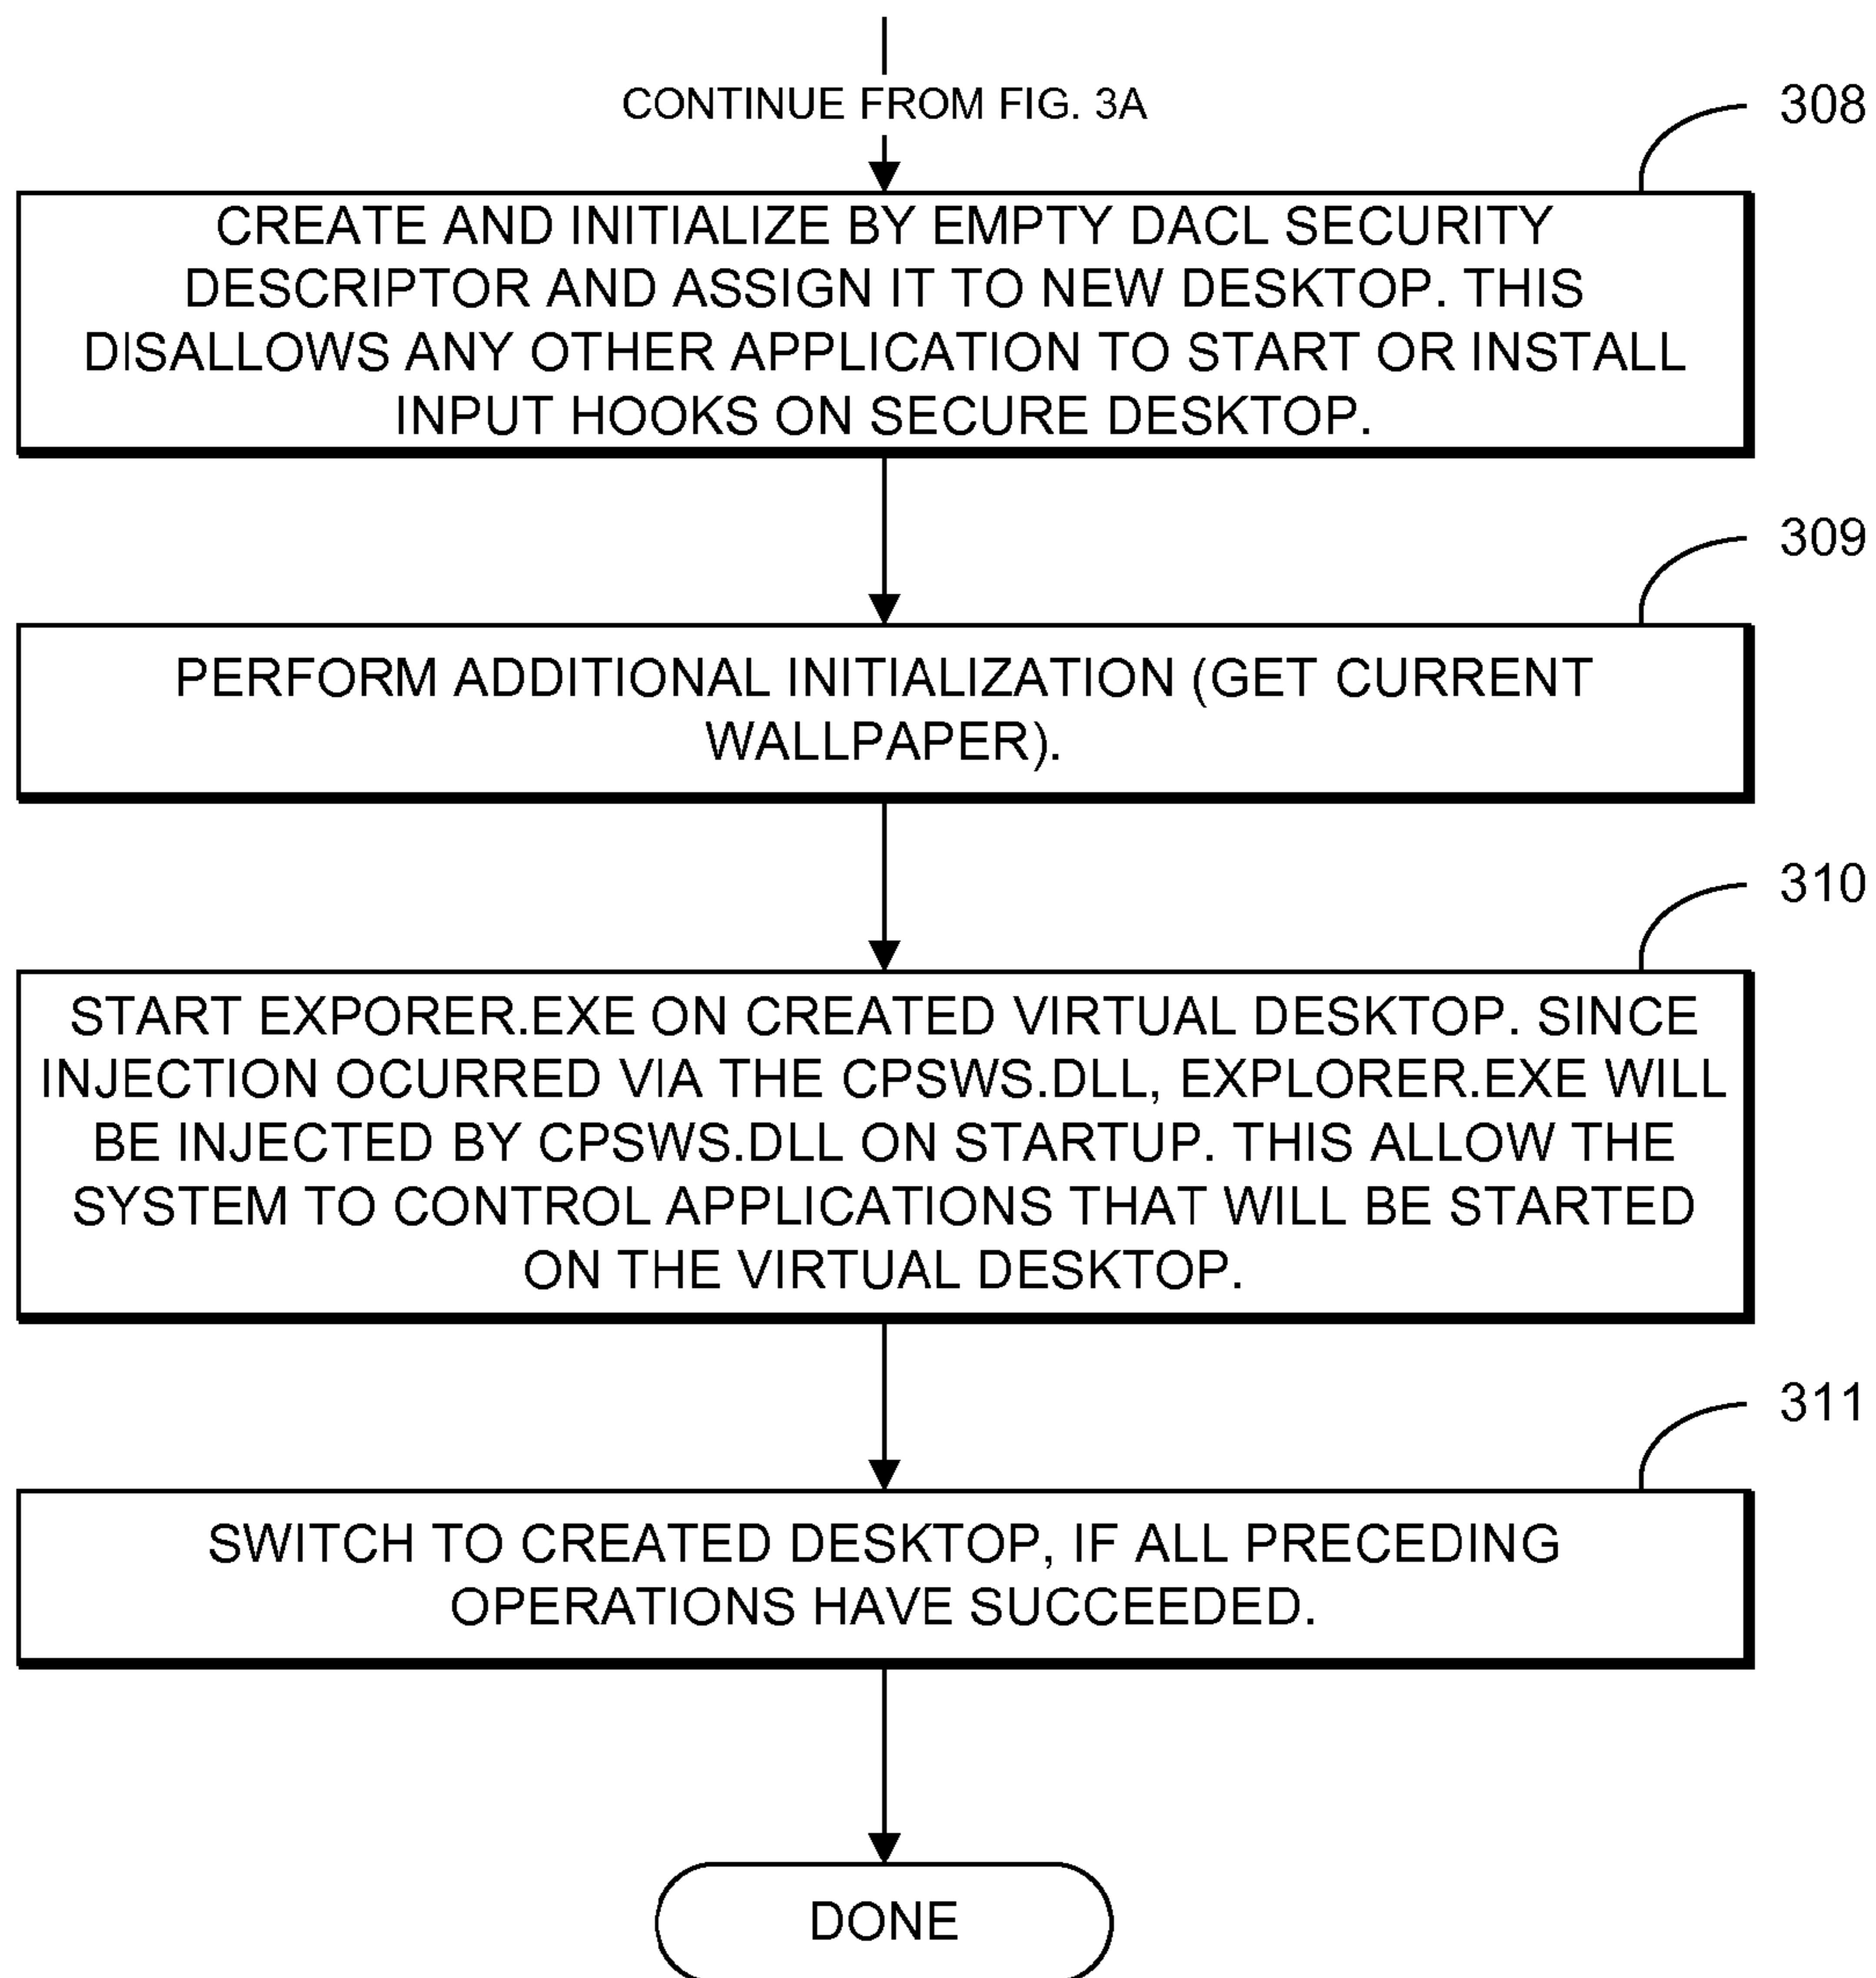 CONTINUE FROM FIG. 3A
308
CREATE AND INITIALIZE BY EMPTY DACL SECURITY
DESCRIPTOR AND ASSIGN IT TO NEW DESKTOP. THIS
DISALLOWS ANY OTHER APPLICATION TO START OR INSTALL
INPUT HOOKS ON SECURE DESKTOP.
309
PERFORM ADDITIONAL INITIALIZATION (GET CURRENT
WALLPAPER).
310
START EXPORER.EXE ON CREATED VIRTUAL DESKTOP. SINCE
INJECTION OCURRED VIA THE CPSWS.DLL, EXPLORER.EXE WILL
BE INJECTED BY CPSWS.DLL ON STARTUP. THIS ALLOW THE
SYSTEM TO CONTROL APPLICATIONS THAT WILL BE STARTED
ON THE VIRTUAL DESKTOP.
311
SWITCH TO CREATED DESKTOP, IF ALL PRECEDING
OPERATIONS HAVE SUCCEEDED.
DONE